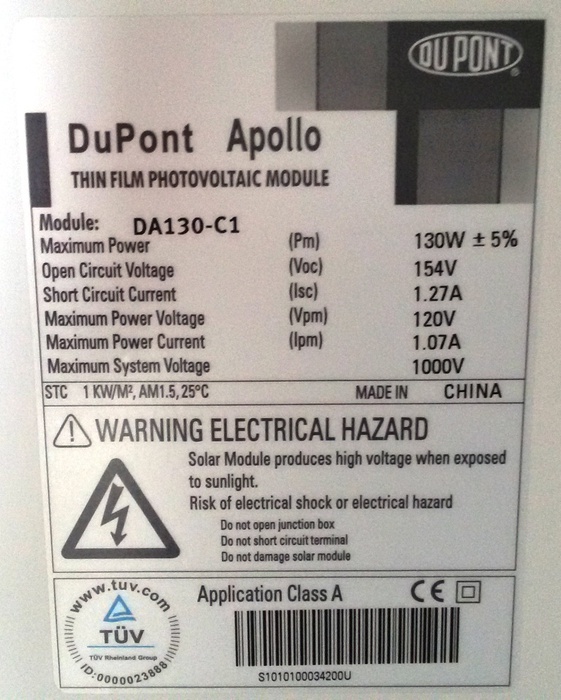 DU PONT
®
DuPont Apollo
THIN FILM PHOTOVOLTAIC MODULE
Module: DA130-C1
Maximum Power (Pm) 130W ± 5%
Open Circuit Voltage (Voc) 154V
Short Circuit Current (Isc) 1.27A
Maximum Power Voltage (Vpm) 120V
Maximum Power Current (Ipm) 1.07A
Maximum System Voltage 1000V
STC 1 KW/M², AM1.5, 25°C MADE IN CHINA
WARNING ELECTRICAL HAZARD
Solar Module produces high voltage when exposed
to sunlight.
Risk of electrical shock or electrical hazard
Do not open junction box
Do not short circuit terminal
Do not damage solar module
www.tuv.com
TÜV
TÜV Rheinland Group
ID:0000023888
Application Class A CE
S1010100034200U